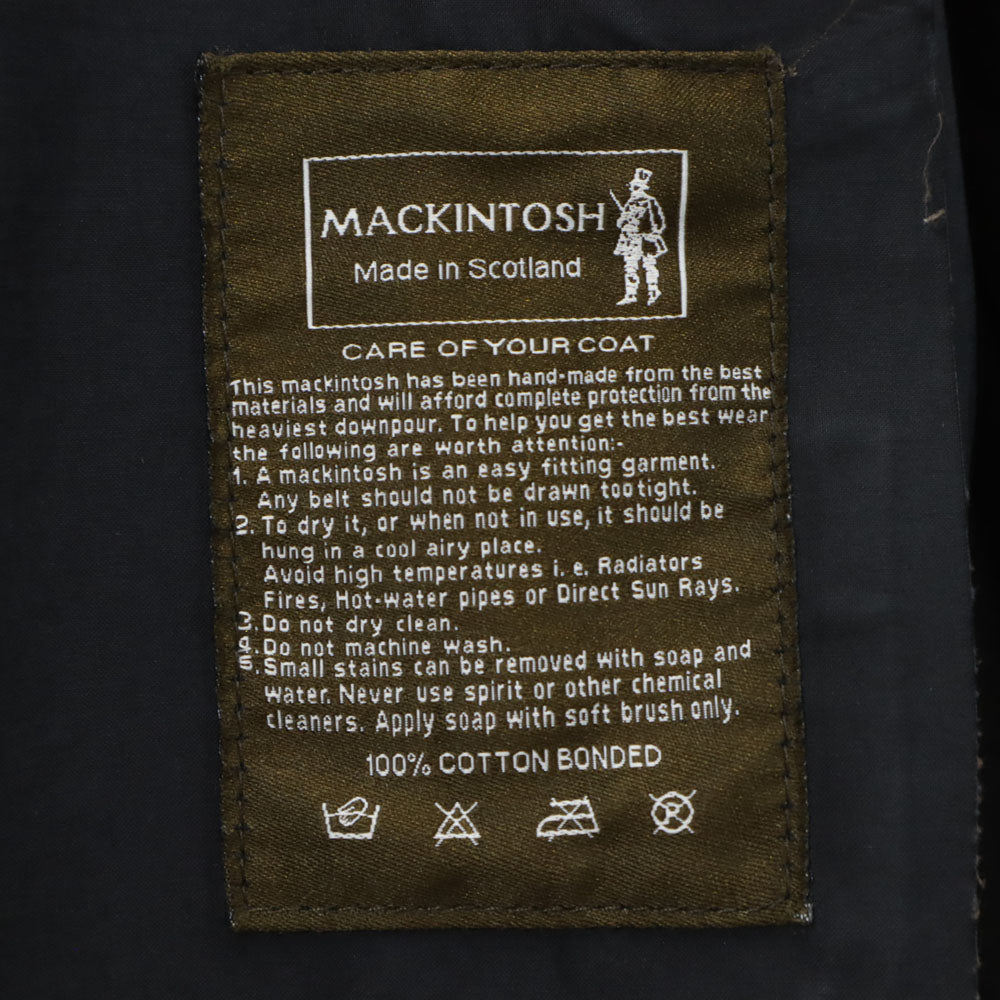 MACKINTOSH
Made in Scotland
CARE OF YOUR COAT
This mackintosh has been hand-made from the best
materials and will afford complete protection from the
heaviest downpour. To help you get the best wear
the following are worth attention:-
1. A mackintosh is an easy fitting garment.
Any belt should not be drawn too tight.
2. To dry it, or when not in use, it should be
hung in a cool airy place.
Avoid high temperatures i. e. Radiators
Fires, Hot-water pipes or Direct Sun Rays.
3. Do not dry clean.
4. Do not machine wash.
5. Small stains can be removed with soap and
water. Never use spirit or other chemical
cleaners. Apply soap with soft brush only.
100% COTTON BONDED